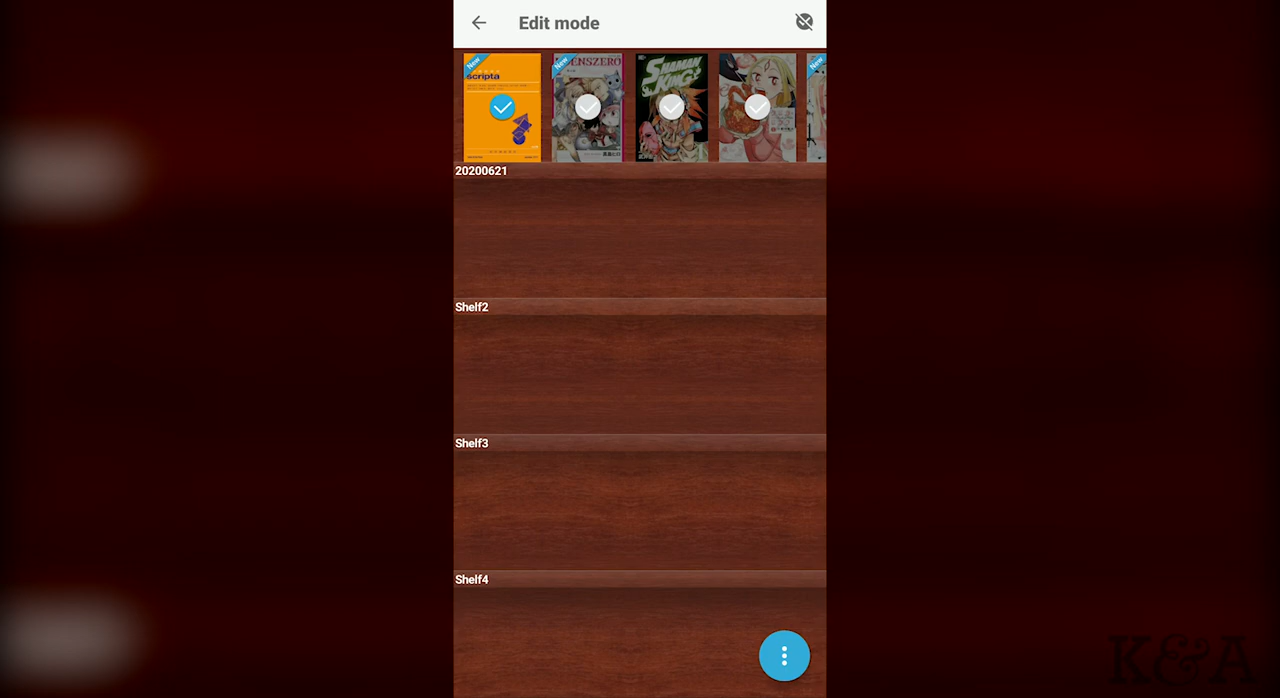 Edit mode
New
scripta
New
ENSZERO
SHAMAN
KING
New
20200621
Shelf2
Shelf3
Shelf4
K&A